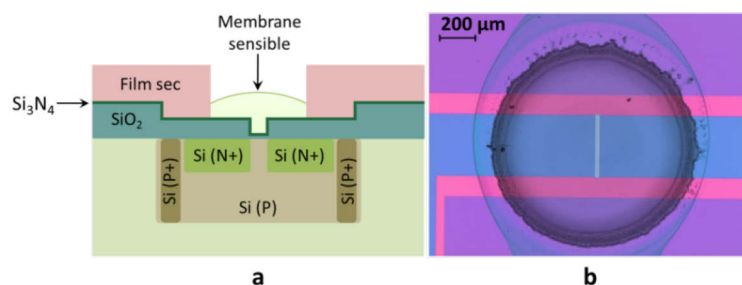 Membrane
sensible
200 µm
Film sec
Si₃N₄
SiO₂
Si (N+)
Si (N+)
Si (P+)
Si (P+)
Si (P)
a
b